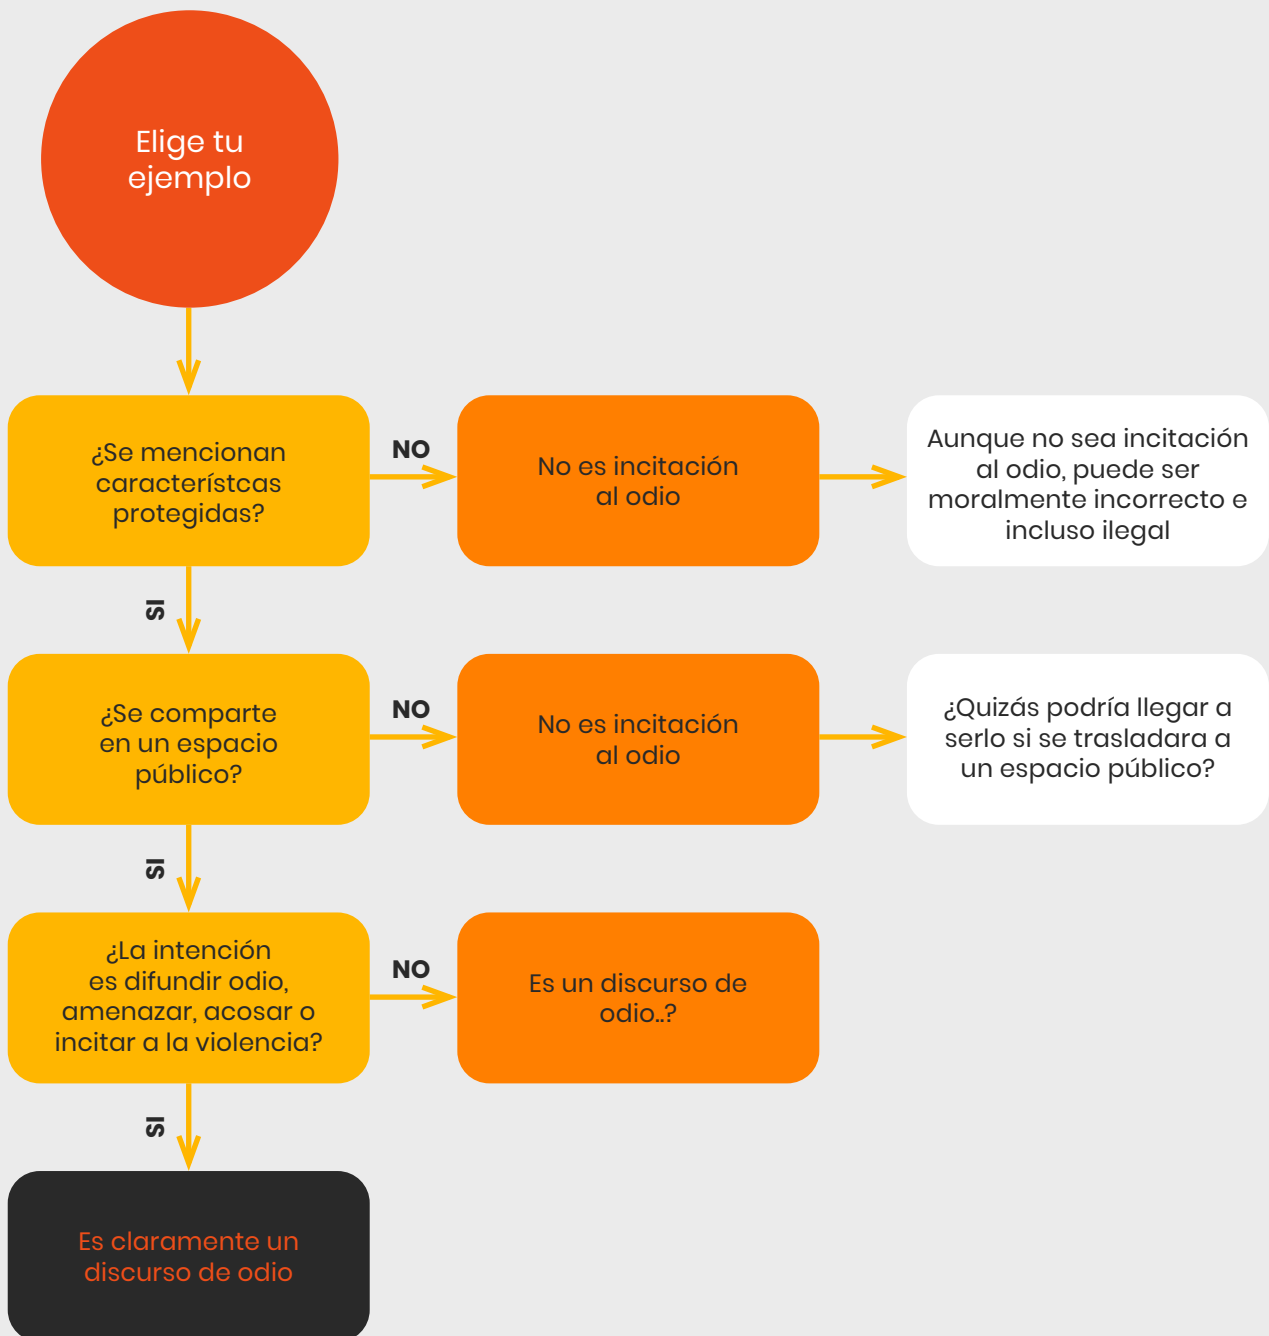 Elige tu
ejemplo
¿Se mencionan
característcas
protegidas?
NO
No es incitación
al odio
Aunque no sea incitación
al odio, puede ser
moralmente incorrecto e
incluso ilegal
SI
¿Se comparte
en un espacio
público?
NO
No es incitación
al odio
¿Quizás podría llegar a
serlo si se trasladara a
un espacio público?
SI
¿La intención
es difundir odio,
amenazar, acosar o
incitar a la violencia?
NO
Es un discurso de
odio..?
SI
Es claramente un
discurso de odio